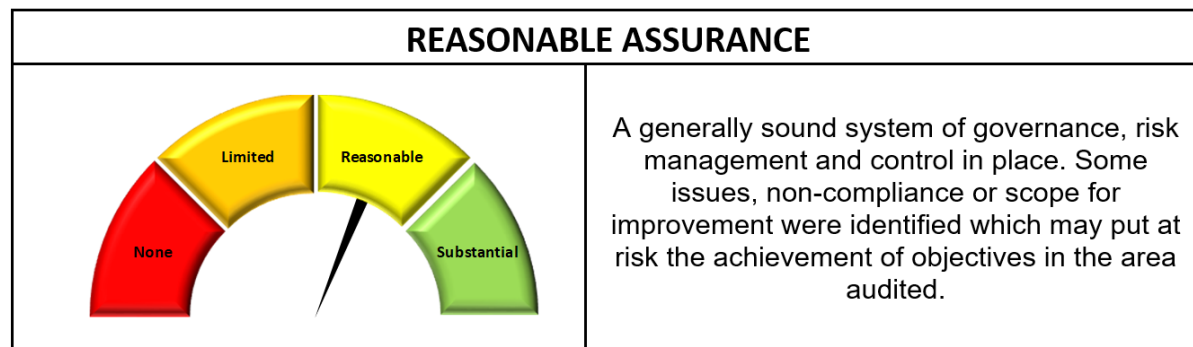 REASONABLE ASSURANCE
Limited
Reasonable
None
Substantial
A generally sound system of governance, risk
management and control in place. Some
issues, non-compliance or scope for
improvement were identified which may put at
risk the achievement of objectives in the area
audited.